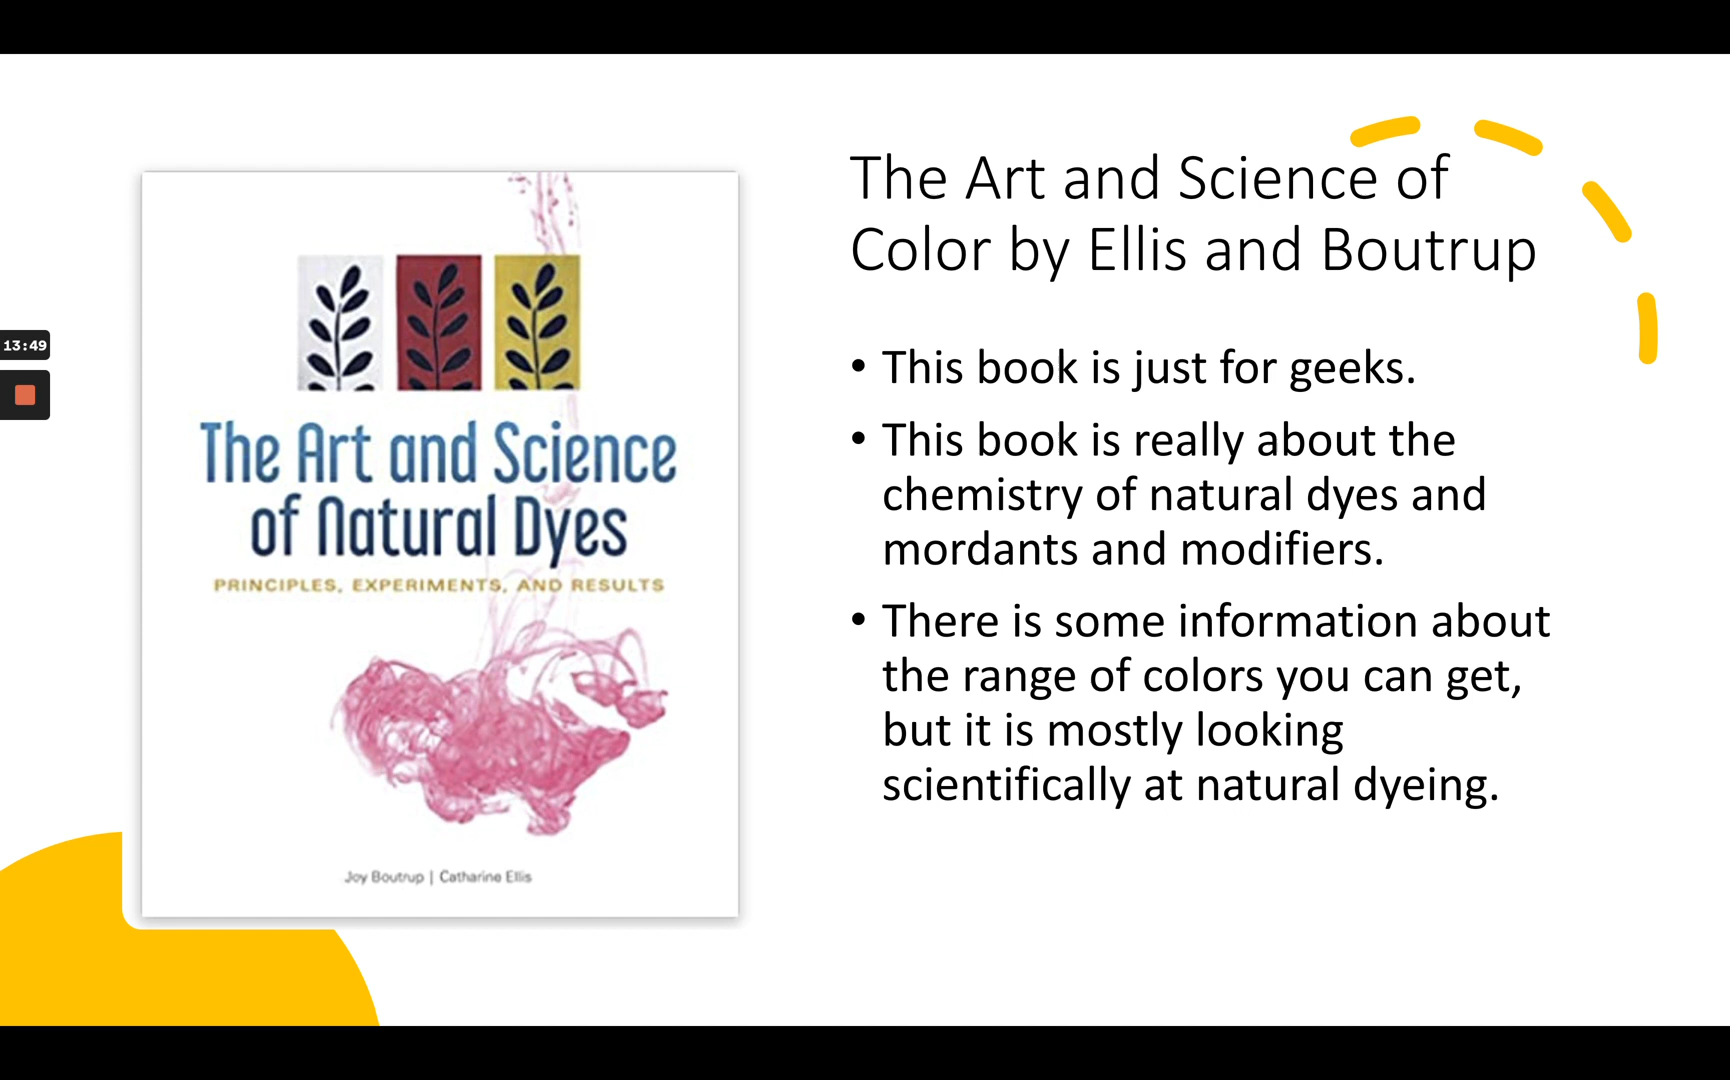 13:49
The Art and Science
of Natural Dyes
PRINCIPLES, EXPERIMENTS, AND RESULTS
Joy Boutrup | Catharine Ellis
The Art and Science of
Color by Ellis and Boutrup
• This book is just for geeks.
• This book is really about the
chemistry of natural dyes and
mordants and modifiers.
• There is some information about
the range of colors you can get,
but it is mostly looking
scientifically at natural dyeing.